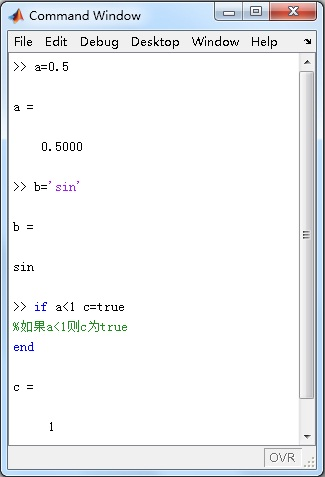 Command Window
File Edit Debug Desktop Window Help
>> a=0.5
a =
0.5000
>> b='sin'
b =
sin
>> if a<1 c=true
%如果a<1则c为true
end
c =
1
OVR